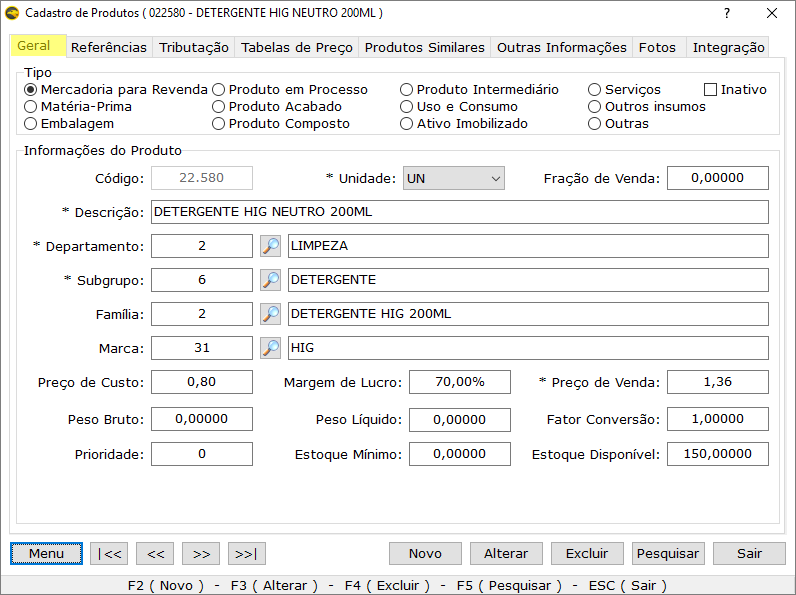 Cadastro de Produtos ( 022580 - DETERGENTE HIG NEUTRO 200ML ) ?
Geral Referências Tributação Tabelas de Preço Produtos Similares Outras Informações Fotos Integração
Tipo
Mercadoria para Revenda Produto em Processo Produto Intermediário Serviços Inativo
Matéria-Prima Produto Acabado Uso e Consumo Outros insumos
Embalagem Produto Composto Ativo Imobilizado Outras
Informações do Produto
Código: 22.580 * Unidade: UN Fração de Venda: 0,00000
* Descrição: DETERGENTE HIG NEUTRO 200ML
* Departamento: 2 LIMPEZA
* Subgrupo: 6 DETERGENTE
Família: 2 DETERGENTE HIG 200ML
Marca: 31 HIG
Preço de Custo: 0,80 Margem de Lucro: 70,00% * Preço de Venda: 1,36
Peso Bruto: 0,00000 Peso Líquido: 0,00000 Fator Conversão: 1,00000
Prioridade: 0 Estoque Mínimo: 0,00000 Estoque Disponível: 150,00000
Menu |<< << >> >>| Novo Alterar Excluir Pesquisar Sair
F2 ( Novo ) - F3 ( Alterar ) - F4 ( Excluir ) - F5 ( Pesquisar ) - ESC ( Sair )